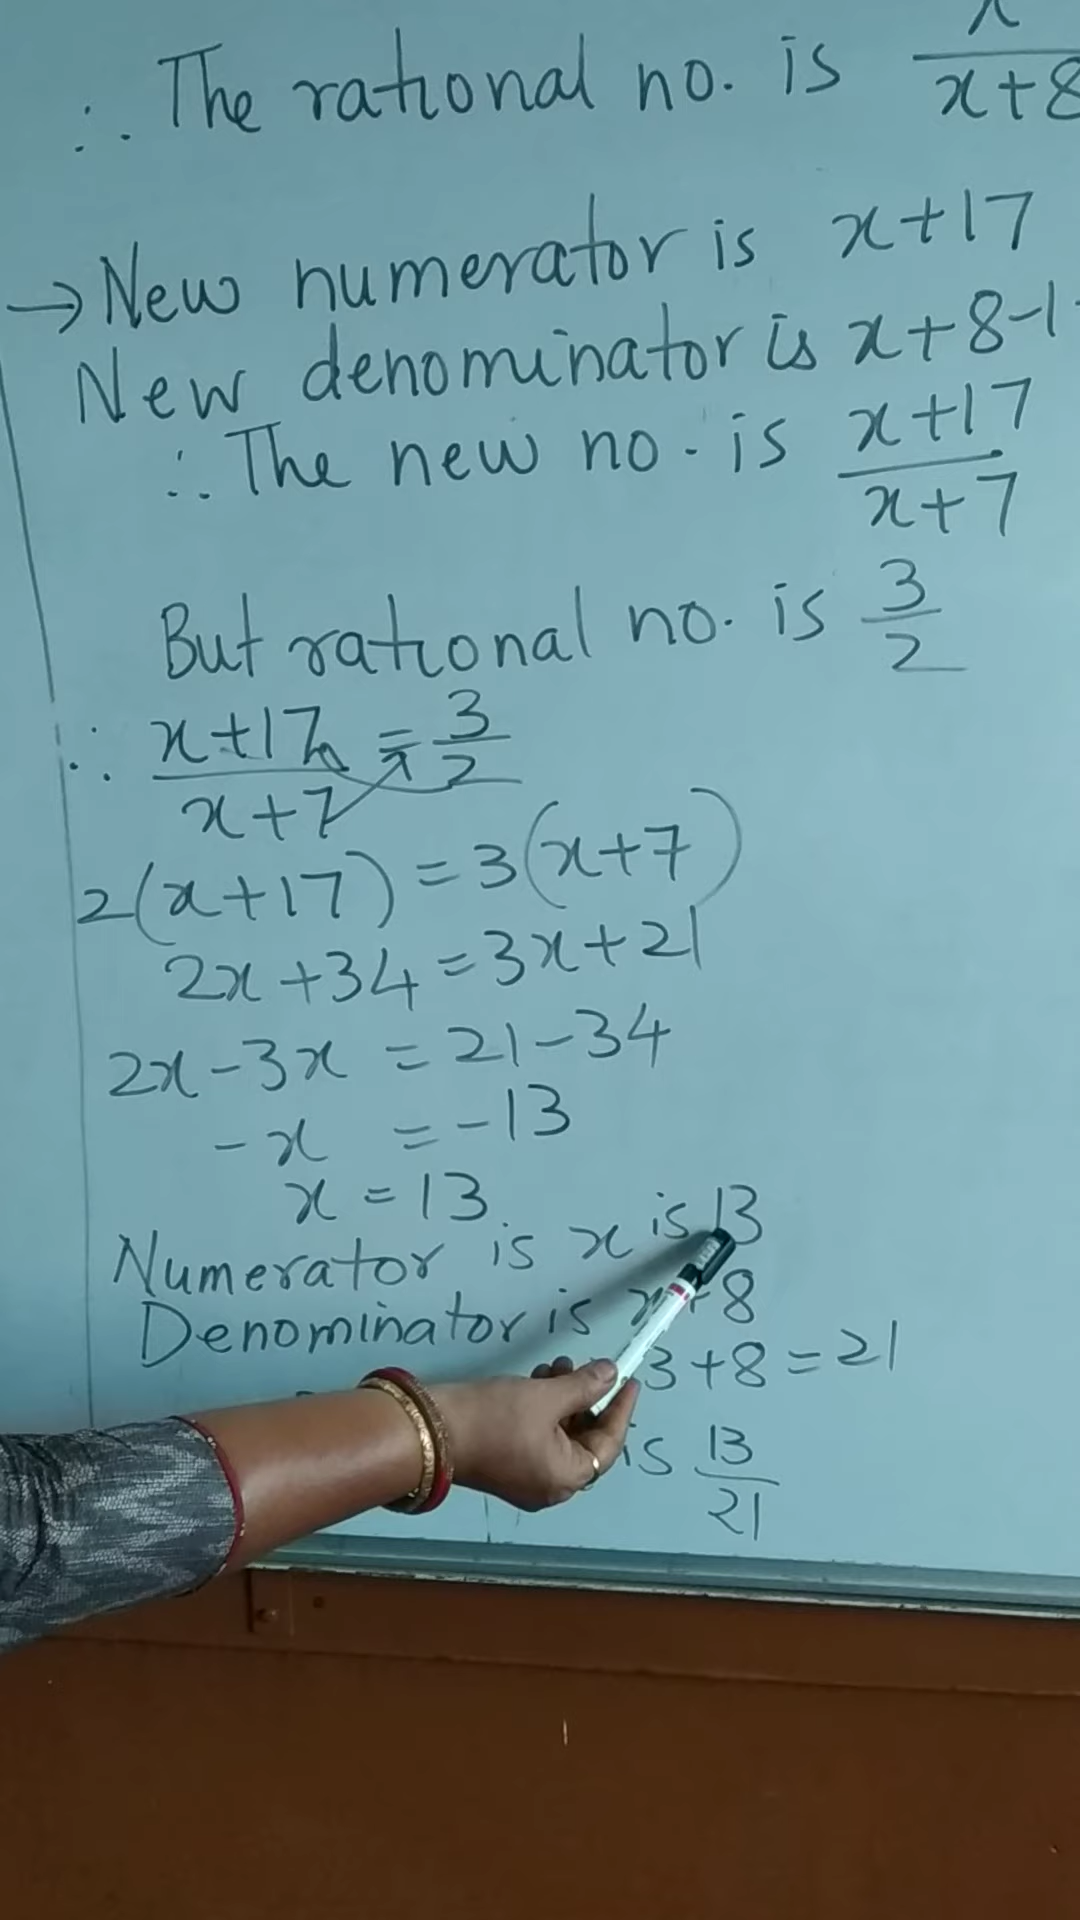 ∴ The rational no. is x/x+8
→ New numerator is x+17
New denominator is x+8-1
∴ The new no. is x+17/x+7
But rational no. is 3/2
∴ x+17/x+7 = 3/2
2(x+17) = 3(x+7)
2x+34 = 3x+21
2x-3x = 21-34
-x = -13
x = 13
Numerator is x is 13
Denominator is x+8
3+8 = 21
is 13/21